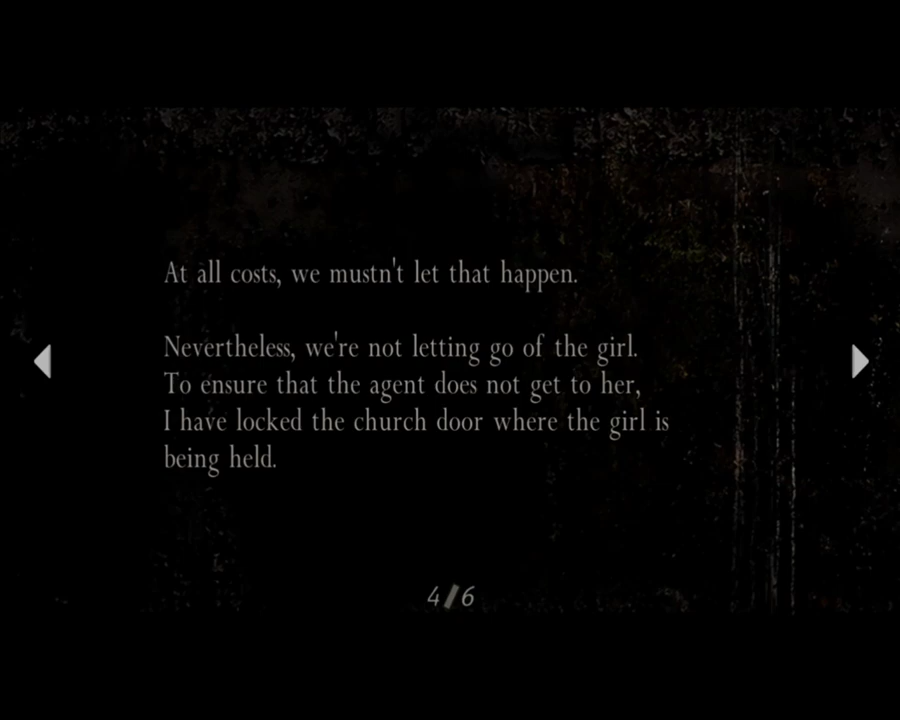 At all costs, we mustn't let that happen.
Nevertheless, we're not letting go of the girl.
To ensure that the agent does not get to her,
I have locked the church door where the girl is
being held.
4/6